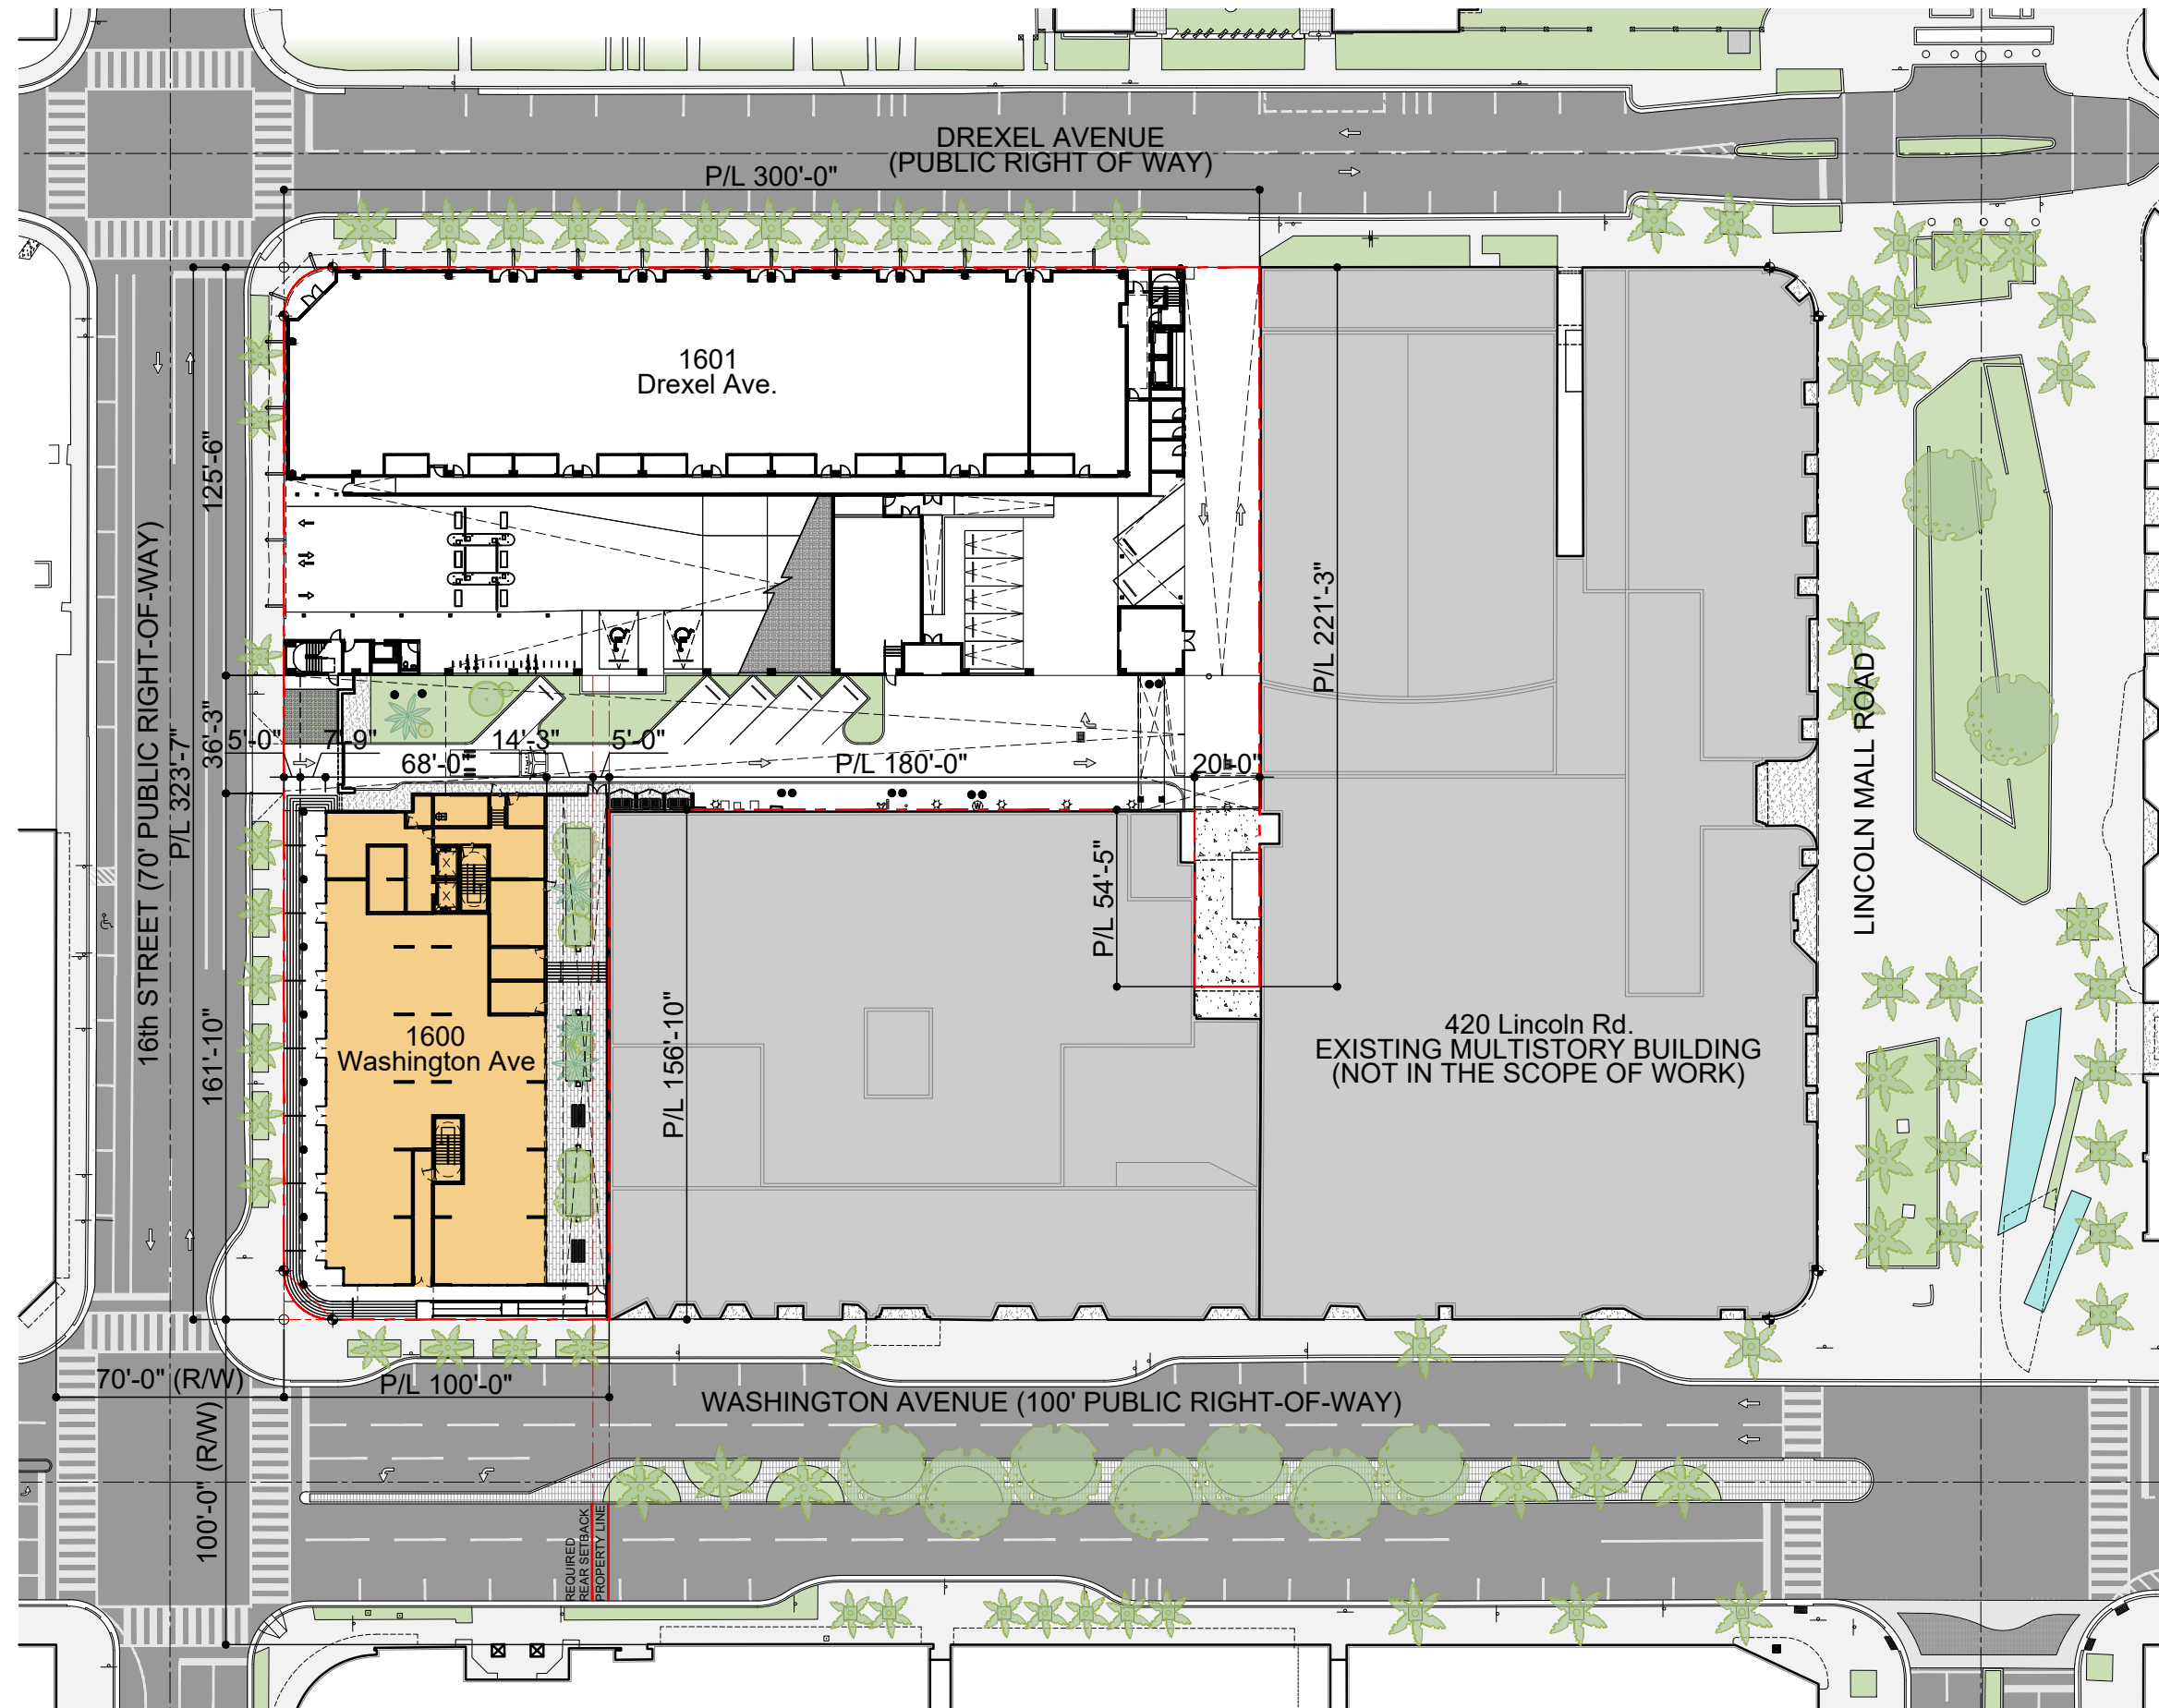 DREXEL AVENUE
(PUBLIC RIGHT OF WAY)
P/L 300'-0"
1601
Drexel Ave.
125'-6"
16th STREET (70' PUBLIC RIGHT-OF-WAY)
P/L 323'-7"
36'-3"
161'-10"
P/L 221'-3"
LINCOLN MALL ROAD
5'-0"
7'-9"
68'-0"
14'-3"
5'-0"
P/L 180'-0"
20'-0"
P/L 54'-5"
P/L 156'-10"
1600
Washington Ave
420 Lincoln Rd.
EXISTING MULTISTORY BUILDING
(NOT IN THE SCOPE OF WORK)
70'-0" (R/W)
P/L 100'-0"
WASHINGTON AVENUE (100' PUBLIC RIGHT-OF-WAY)
100'-0" (R/W)
REQUIRED
REAR SETBACK
PROPERTY LINE